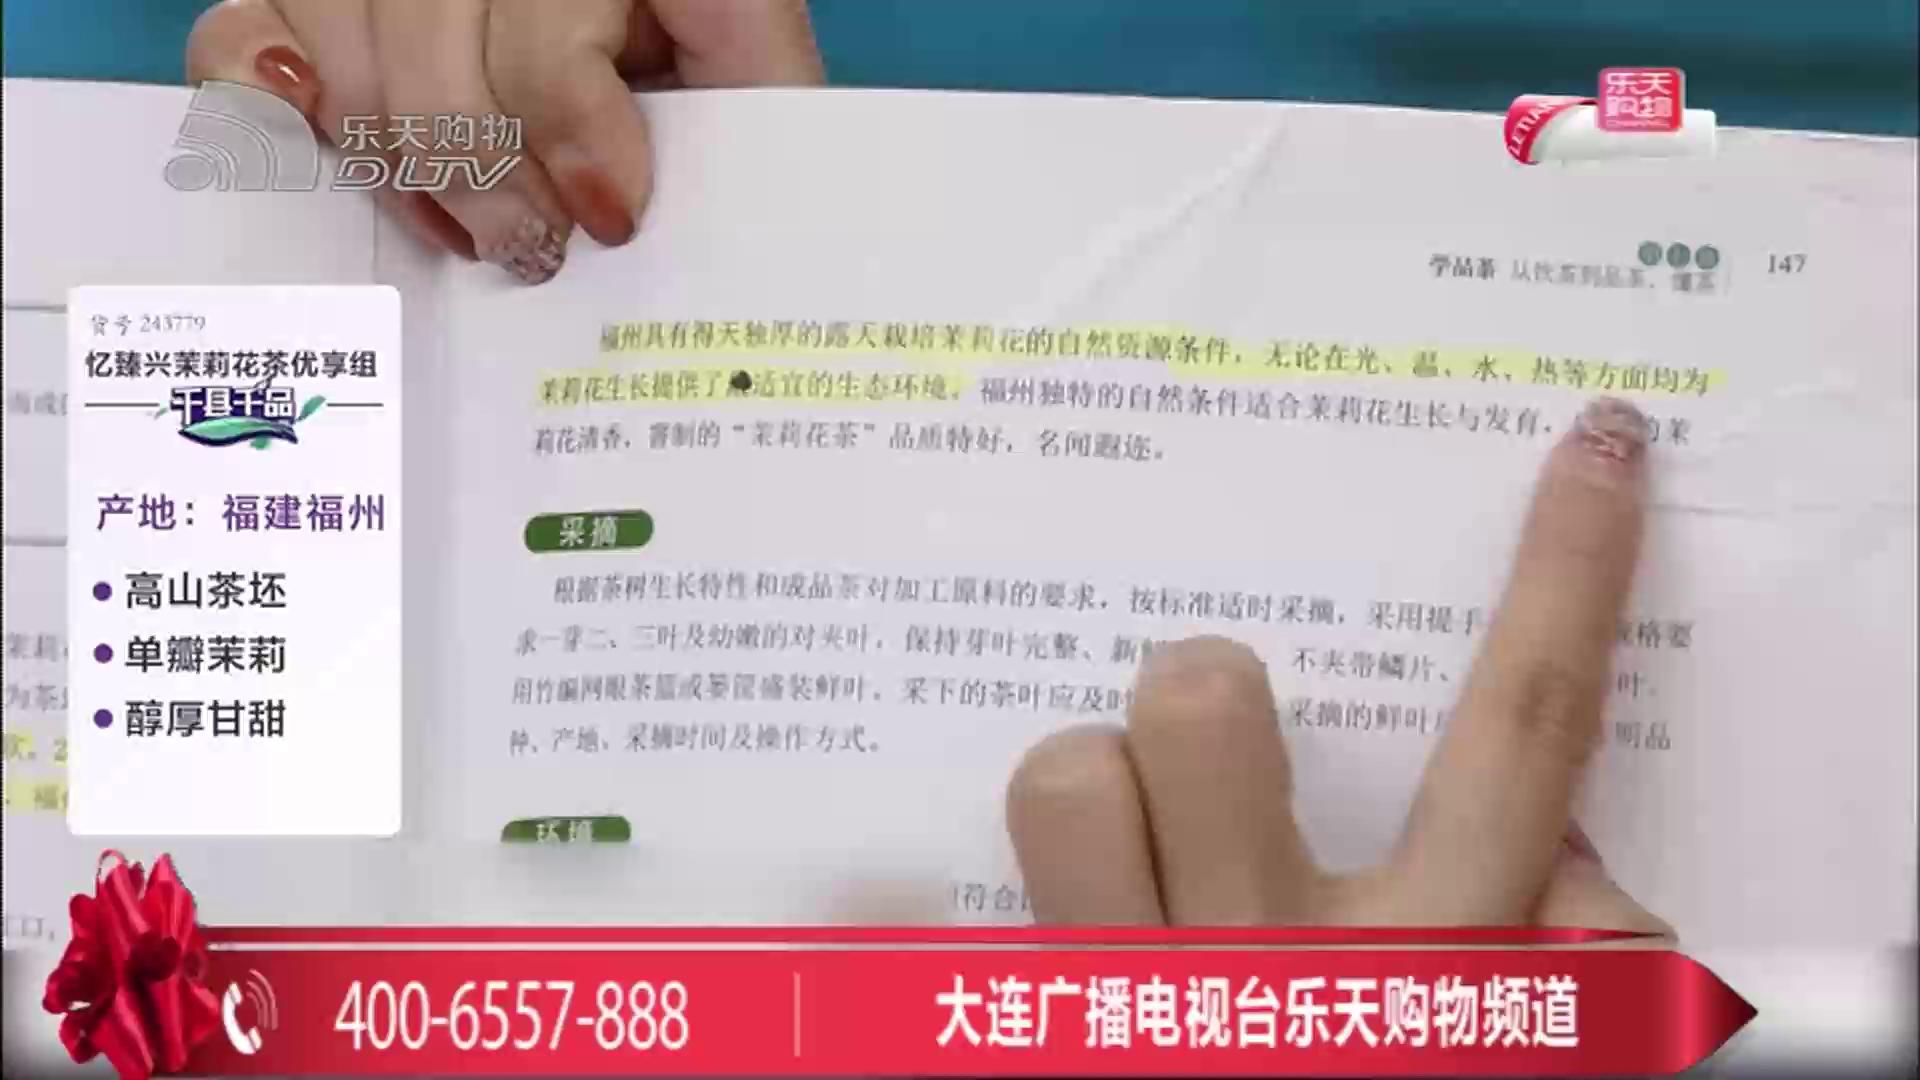 乐天购物
DLTV
乐天
购物
CHANNEL
LETIAN
学品茶 从饮茶到品茶、懂茶
147
货号 243779
忆臻兴茉莉花茶优享组
千县千品
产地：福建福州
高山茶坯
单瓣茉莉
醇厚甘甜
福州具有得天独厚的露天栽培茉莉花的自然资源条件，无论在光、温、水、热等方面均为
茉莉花生长提供了适宜的生态环境。福州独特的自然条件适合茉莉花生长与发育，的茉
莉花清香，窨制的“茉莉花茶”品质特好，名闻遐迩。
采摘
根据茶树生长特性和成品茶对加工原料的要求，按标准适时采摘，采用提手规格要
求一芽二、三叶及幼嫩的对夹叶，保持芽叶完整、新鲜、不夹带鳞片、叶。
用竹编网眼茶篮或篓筐盛装鲜叶。采下的茶叶应及时采摘的鲜叶明品
种、产地、采摘时间及操作方式。
环境
符合
400-6557-888
大连广播电视台乐天购物频道